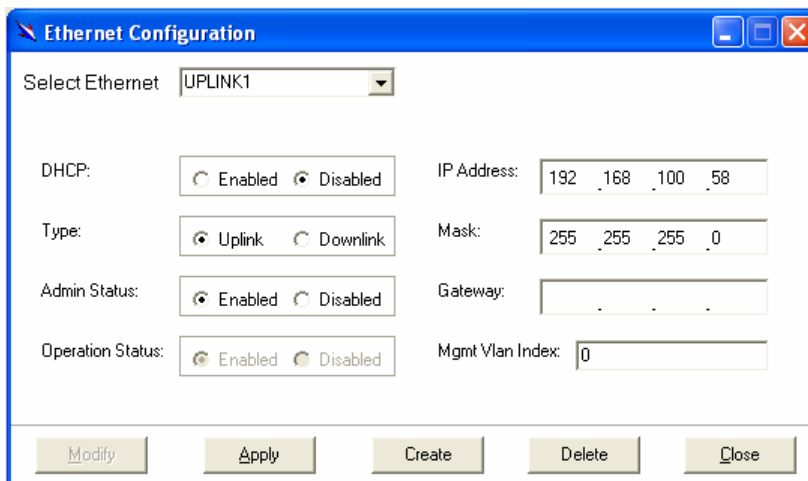 Ethernet Configuration
Select Ethernet UPLINK1
DHCP: Enabled Disabled IP Address: 192 .168 .100 .58
Type: Uplink Downlink Mask: 255 .255 .255 .0
Admin Status: Enabled Disabled Gateway: . . .
Operation Status: Enabled Disabled Mgmt Vlan Index: 0
Modify Apply Create Delete Close